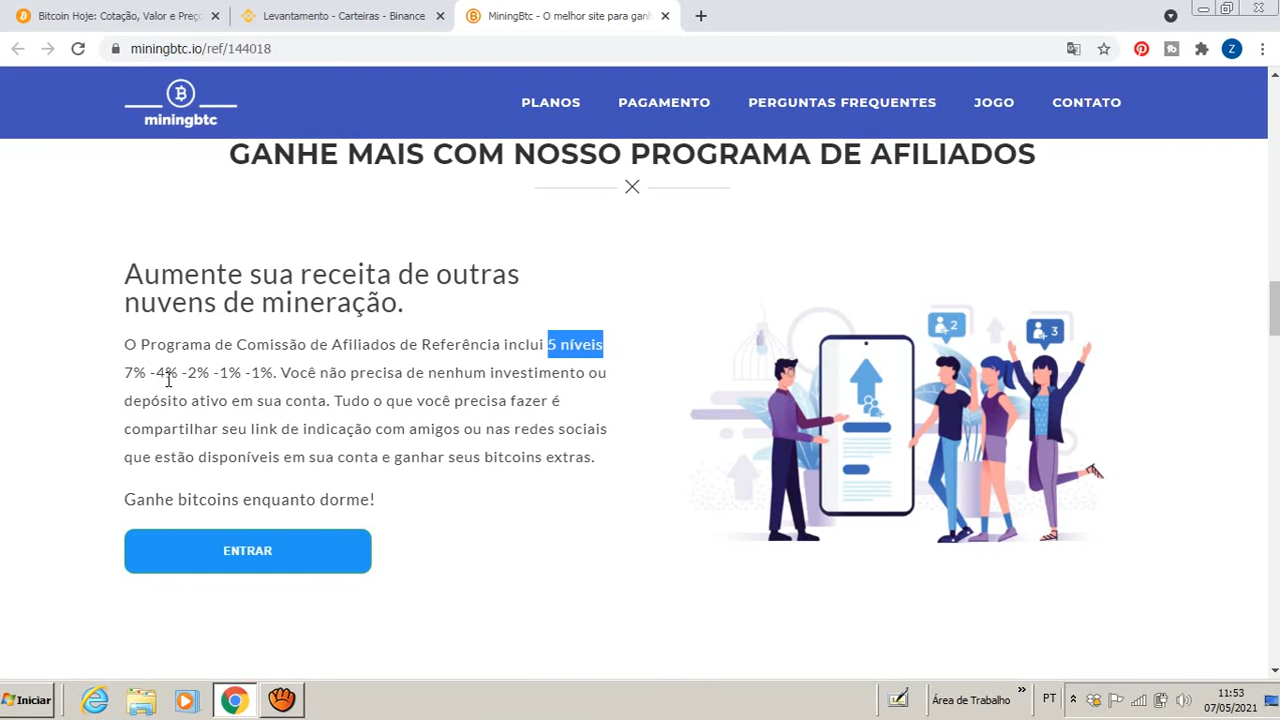 Bitcoin Hoje: Cotação, Valor e Preço
Levantamento - Carteiras - Binance
MiningBtc - O melhor site para ganh
miningbtc.io/ref/144018
Z
miningbtc
PLANOS
PAGAMENTO
PERGUNTAS FREQUENTES
JOGO
CONTATO
GANHE MAIS COM NOSSO PROGRAMA DE AFILIADOS
Aumente sua receita de outras
nuvens de mineração.
O Programa de Comissão de Afiliados de Referência inclui 5 níveis
7% -4% -2% -1% -1%. Você não precisa de nenhum investimento ou
depósito ativo em sua conta. Tudo o que você precisa fazer é
compartilhar seu link de indicação com amigos ou nas redes sociais
que estão disponíveis em sua conta e ganhar seus bitcoins extras.
Ganhe bitcoins enquanto dorme!
ENTRAR
2
3
Iniciar
Área de Trabalho
PT
11:53
07/05/2021